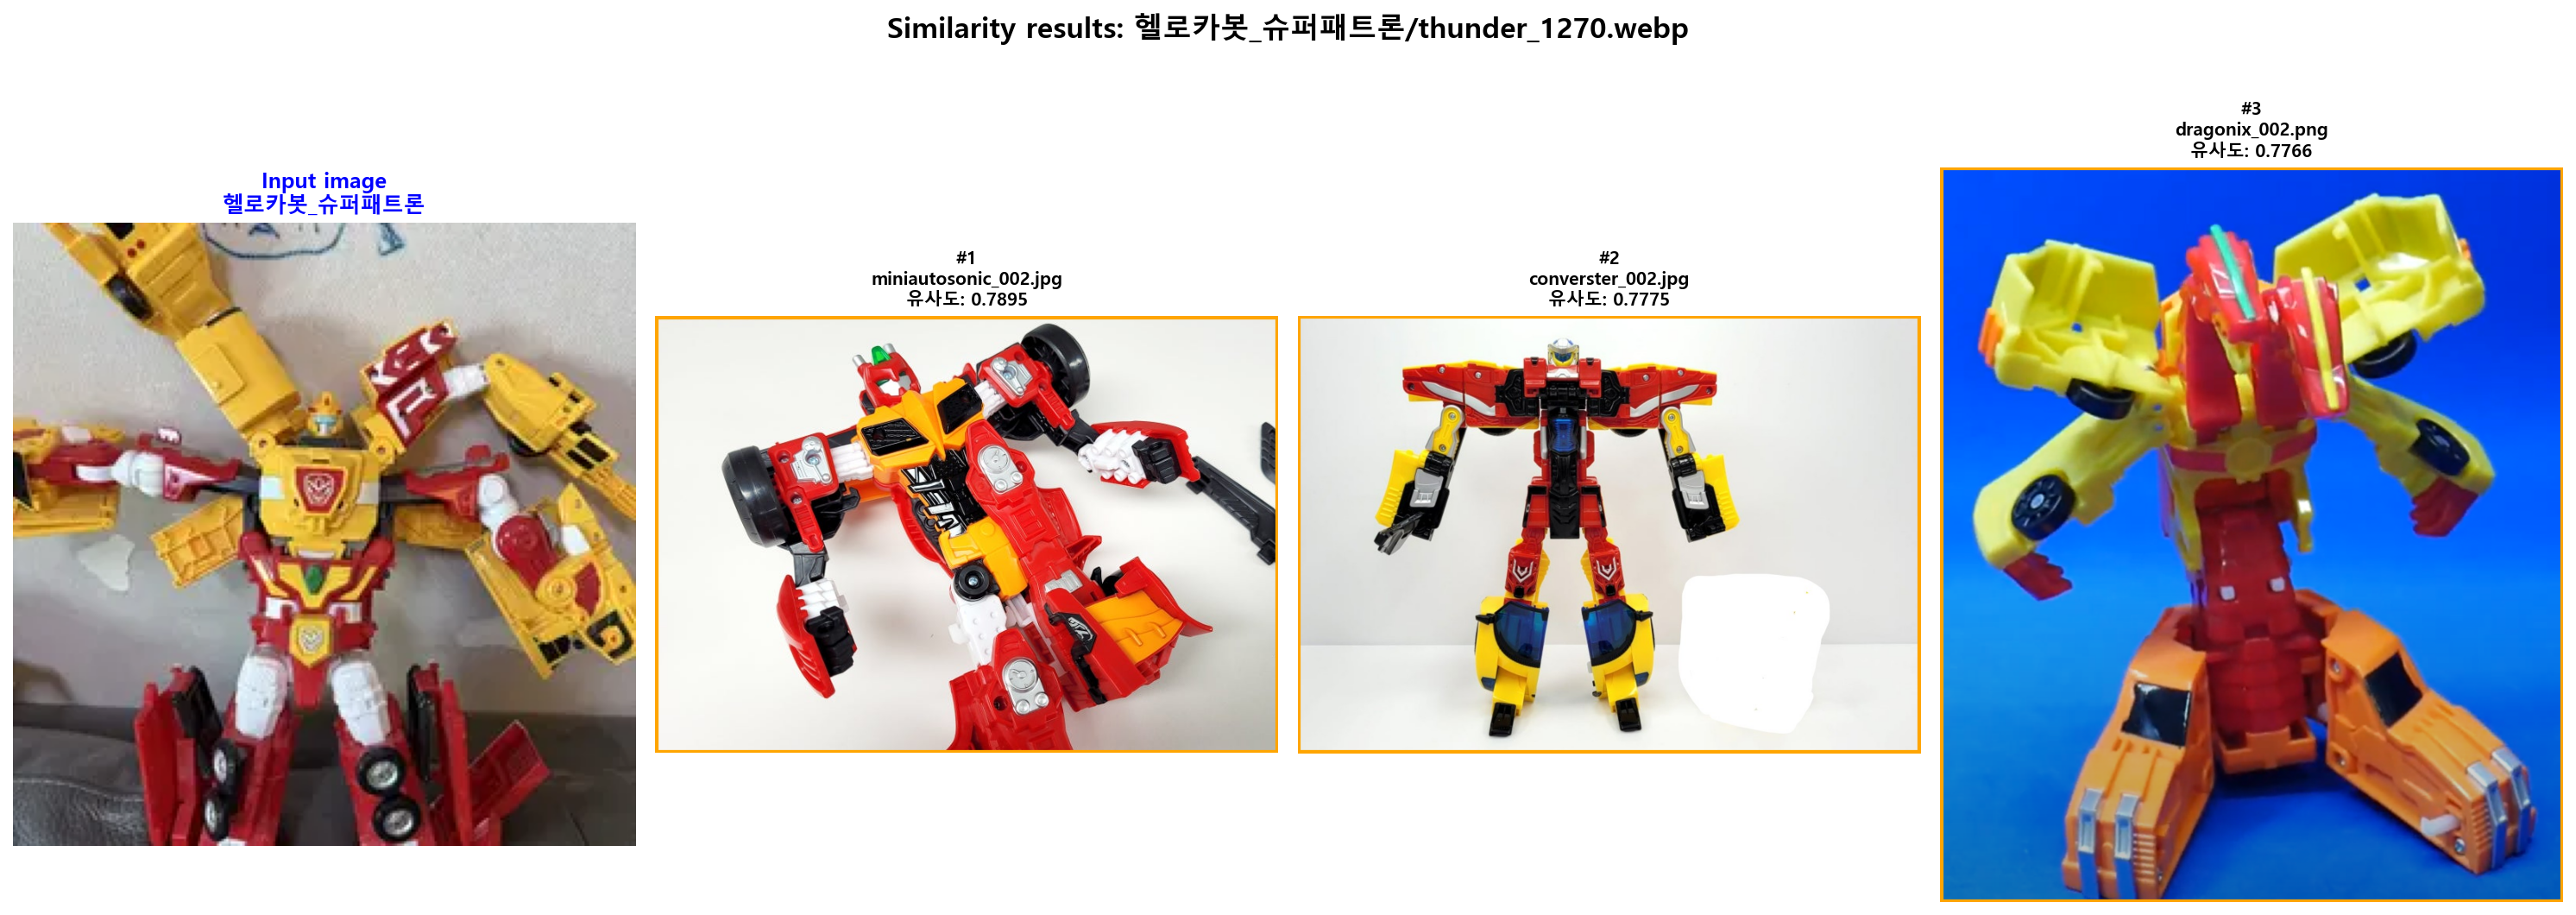 Similarity results: 헬로카봇_슈퍼패트론/thunder_1270.webp
Input image
헬로카봇_슈퍼패트론
#1
miniautosonic_002.jpg
유사도: 0.7895
#2
converster_002.jpg
유사도: 0.7775
#3
dragonix_002.png
유사도: 0.7766